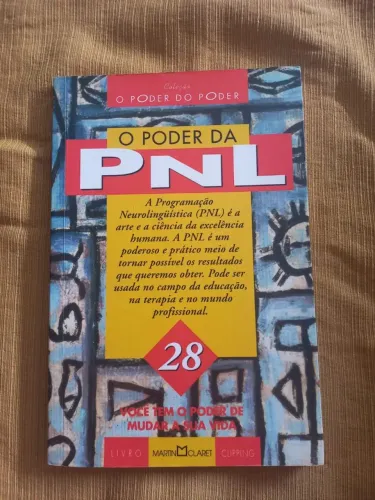 Coleção
O PODER DO PODER
O PODER DA
PNL
A Programação
Neurolingüística (PNL) é a
arte e a ciência da excelência
humana. A PNL é um
poderoso e prático meio de
tornar possível os resultados
que queremos obter. Pode ser
usada no campo da educação,
na terapia e no mundo
profissional.
28
VOCÊ TEM O PODER DE
MUDAR A SUA VIDA
LIVRO MARTIN CLARET CLIPPING